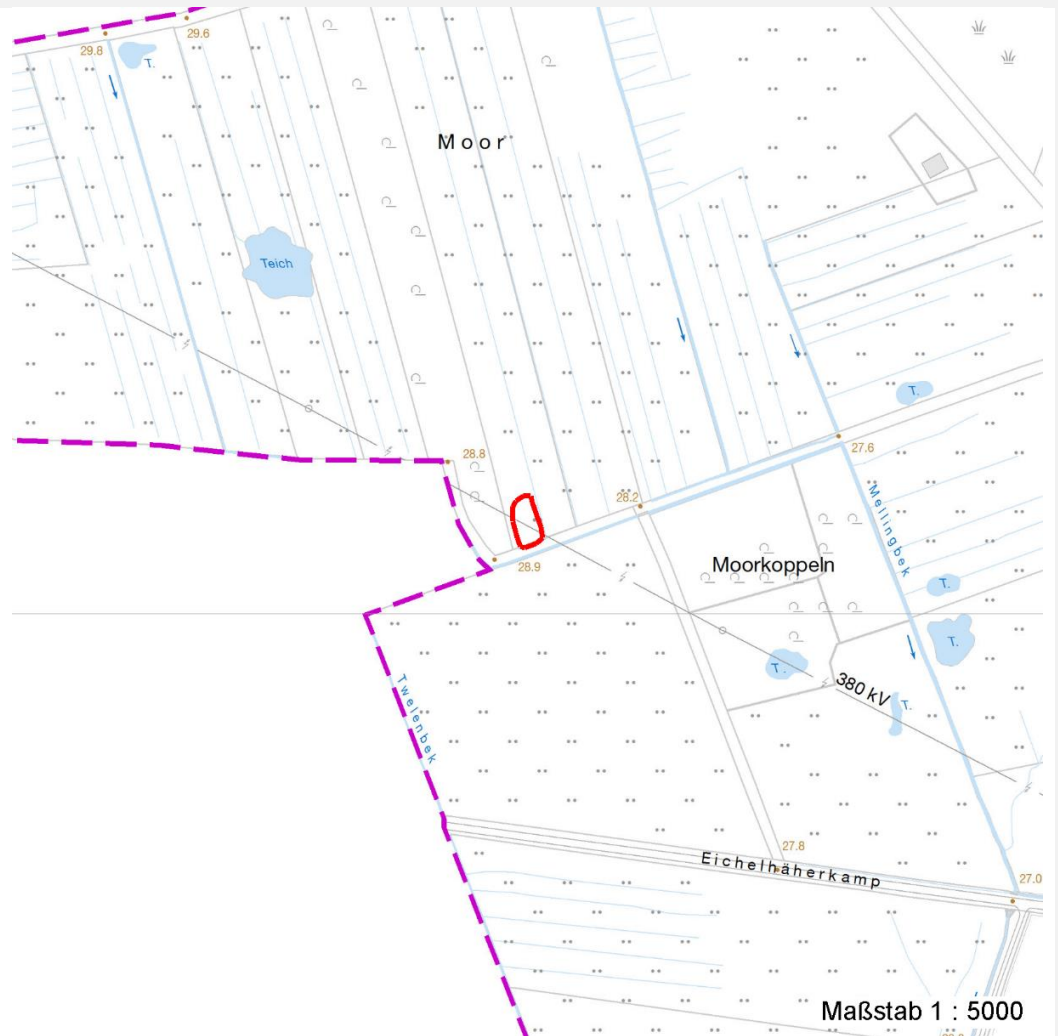 29.6
29.8
T.
Moor
Teich
T.
28.8
27.6
28.2
Mellingbek
28.9
Moorkoppeln
T.
T.
T.
380 kV
T.
Twelenbek
27.8
Eichelhäherkamp
27.0
Maßstab 1 : 5000